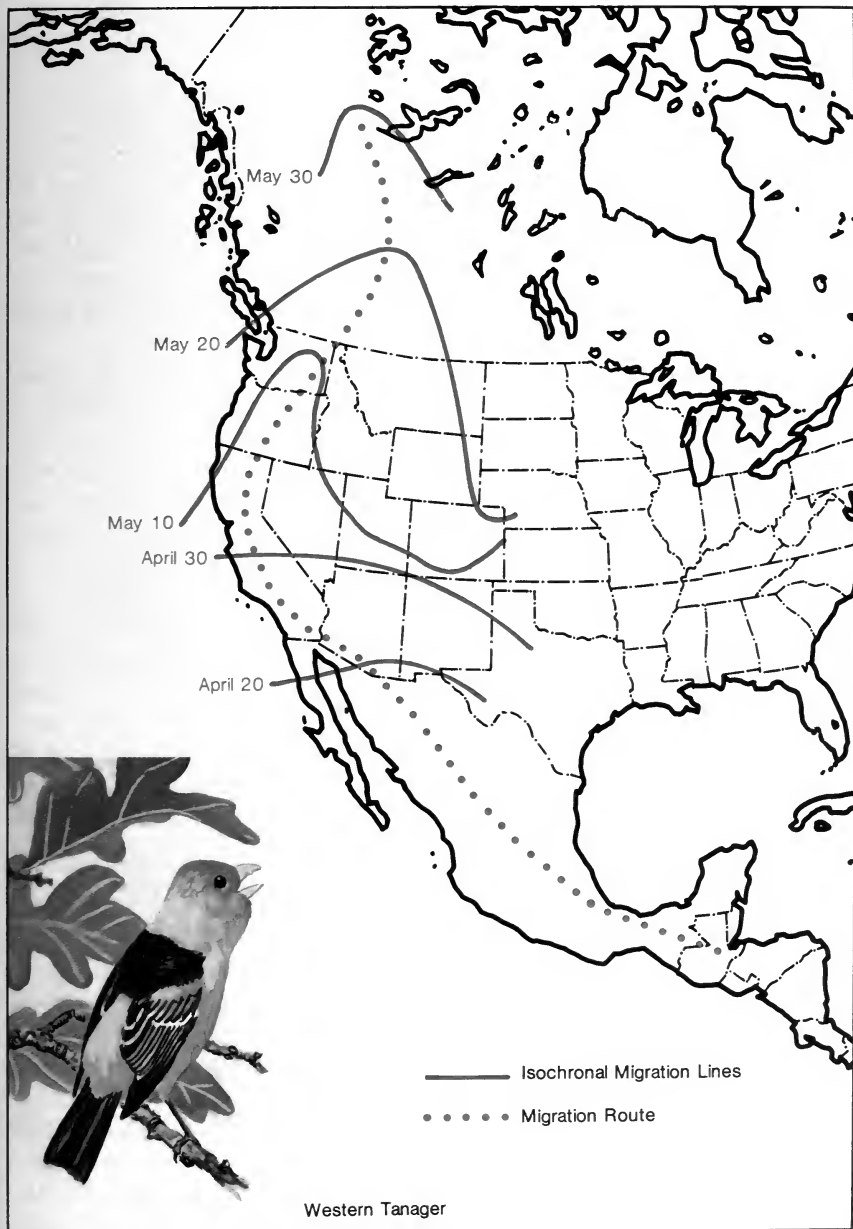 May 30
May 20
May 10
April 30
April 20
Isochronal Migration Lines
Migration Route
Western Tanager